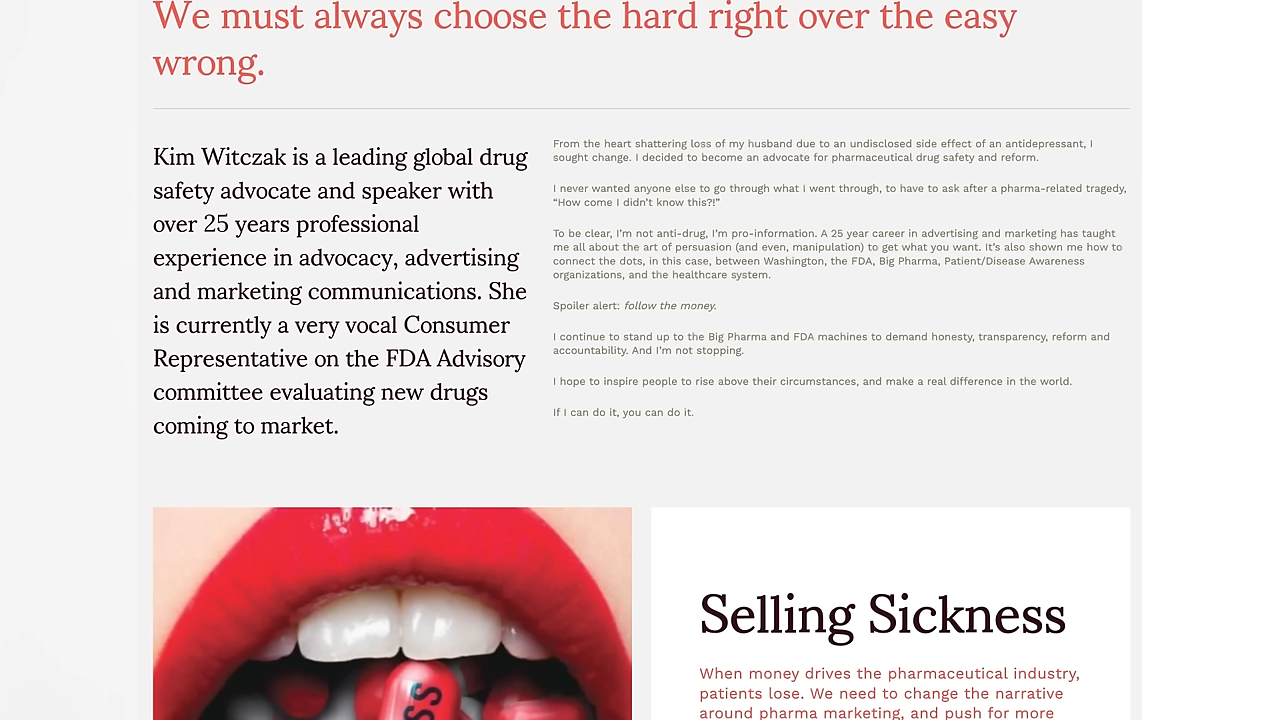 We must always choose the hard right over the easy
wrong.
Kim Witczak is a leading global drug
safety advocate and speaker with
over 25 years professional
experience in advocacy, advertising
and marketing communications. She
is currently a very vocal Consumer
Representative on the FDA Advisory
committee evaluating new drugs
coming to market.
From the heart shattering loss of my husband due to an undisclosed side effect of an antidepressant, I
sought change. I decided to become an advocate for pharmaceutical drug safety and reform.
I never wanted anyone else to go through what I went through, to have to ask after a pharma-related tragedy,
“How come I didn’t know this?!”
To be clear, I’m not anti-drug, I’m pro-information. A 25 year career in advertising and marketing has taught
me all about the art of persuasion (and even, manipulation) to get what you want. It’s also shown me how to
connect the dots, in this case, between Washington, the FDA, Big Pharma, Patient/Disease Awareness
organizations, and the healthcare system.
Spoiler alert: follow the money.
I continue to stand up to the Big Pharma and FDA machines to demand honesty, transparency, reform and
accountability. And I’m not stopping.
I hope to inspire people to rise above their circumstances, and make a real difference in the world.
If I can do it, you can do it.
Selling Sickness
When money drives the pharmaceutical industry,
patients lose. We need to change the narrative
around pharma marketing, and push for more